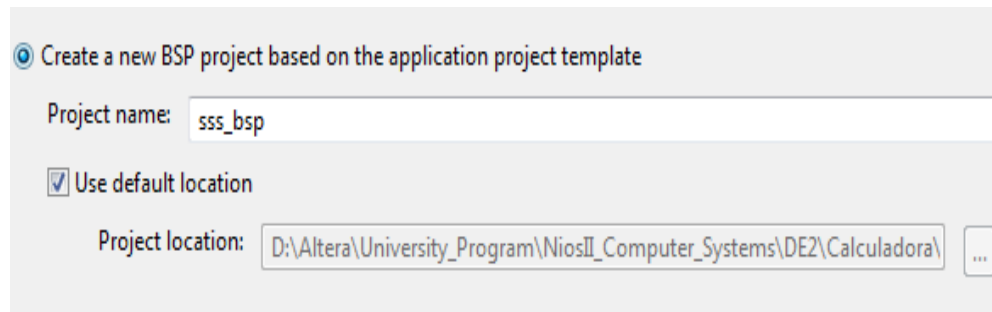 Create a new BSP project based on the application project template
Project name: sss_bsp
Use default location
Project location: D:\Altera\University_Program\NiosII_Computer_Systems\DE2\Calculadora\ ...